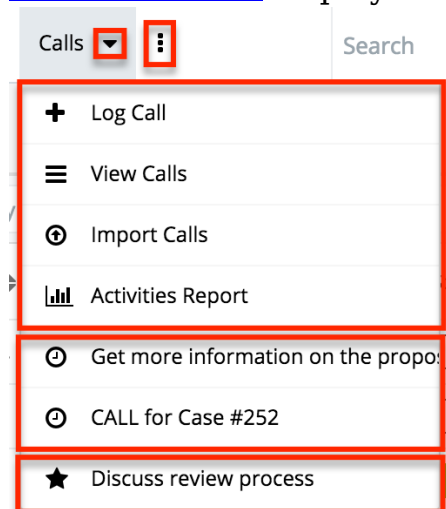 Calls Search
Log Call
View Calls
Import Calls
Activities Report
Get more information on the propos
CALL for Case #252
Discuss review process